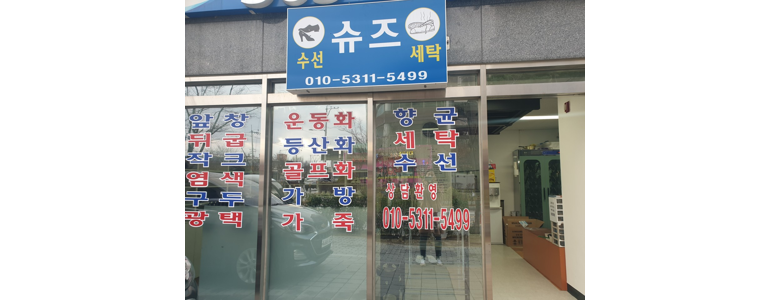 슈즈
수선
세탁
010-5311-5499
앞창
뒤굽
작크
염색
구두
광택
운동화
등산화
골프화
가방
가죽
향균
세탁
수선
상담환영
010-5311-5499